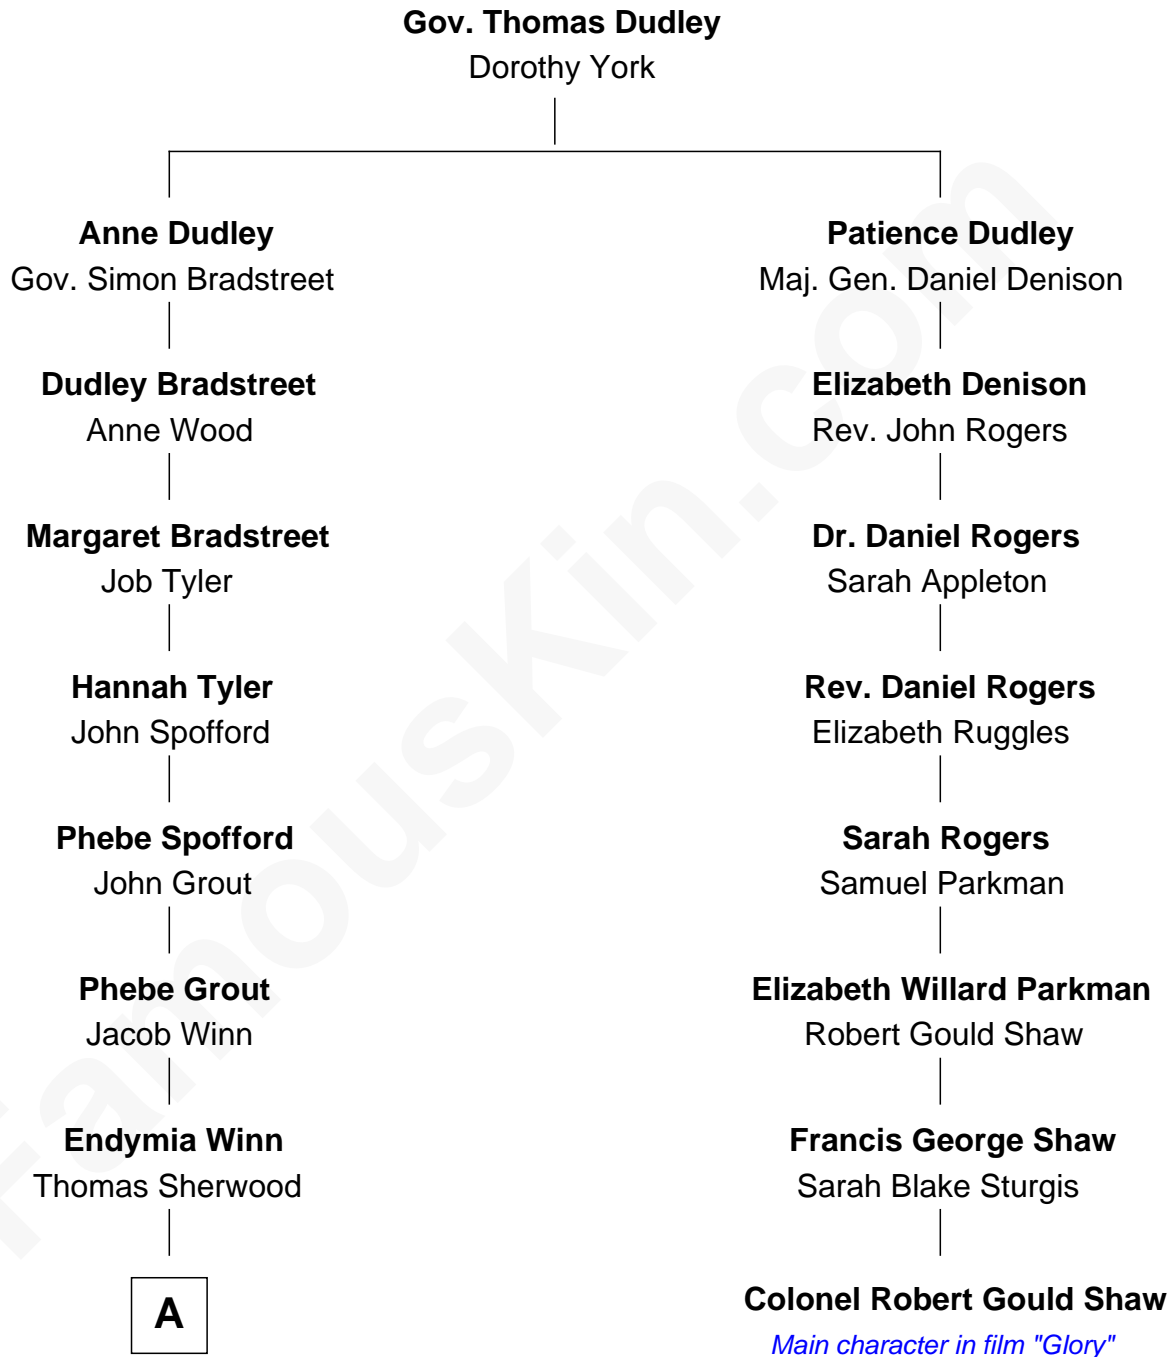 Gov. Thomas Dudley
Dorothy York
Anne Dudley
Gov. Simon Bradstreet
Patience Dudley
Maj. Gen. Daniel Denison
Dudley Bradstreet
Anne Wood
Elizabeth Denison
Rev. John Rogers
Margaret Bradstreet
Job Tyler
Dr. Daniel Rogers
Sarah Appleton
Hannah Tyler
John Spofford
Rev. Daniel Rogers
Elizabeth Ruggles
Phebe Spofford
John Grout
Sarah Rogers
Samuel Parkman
Phebe Grout
Jacob Winn
Elizabeth Willard Parkman
Robert Gould Shaw
Endymia Winn
Thomas Sherwood
Francis George Shaw
Sarah Blake Sturgis
A
Colonel Robert Gould Shaw
Main character in film "Glory"
FamousKin.com